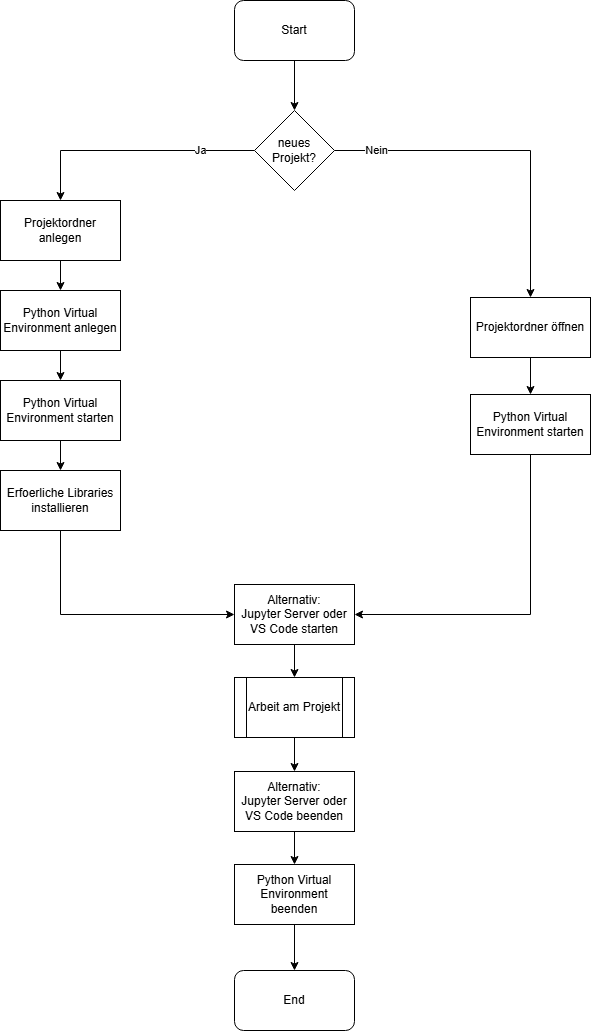 Start
neues
Projekt?
Ja
Nein
Projektordner
anlegen
Python Virtual
Environment anlegen
Python Virtual
Environment starten
Erfoerliche Libraries
installieren
Projektordner öffnen
Python Virtual
Environment starten
Alternativ:
Jupyter Server oder
VS Code starten
Arbeit am Projekt
Alternativ:
Jupyter Server oder
VS Code beenden
Python Virtual
Environment
beenden
End